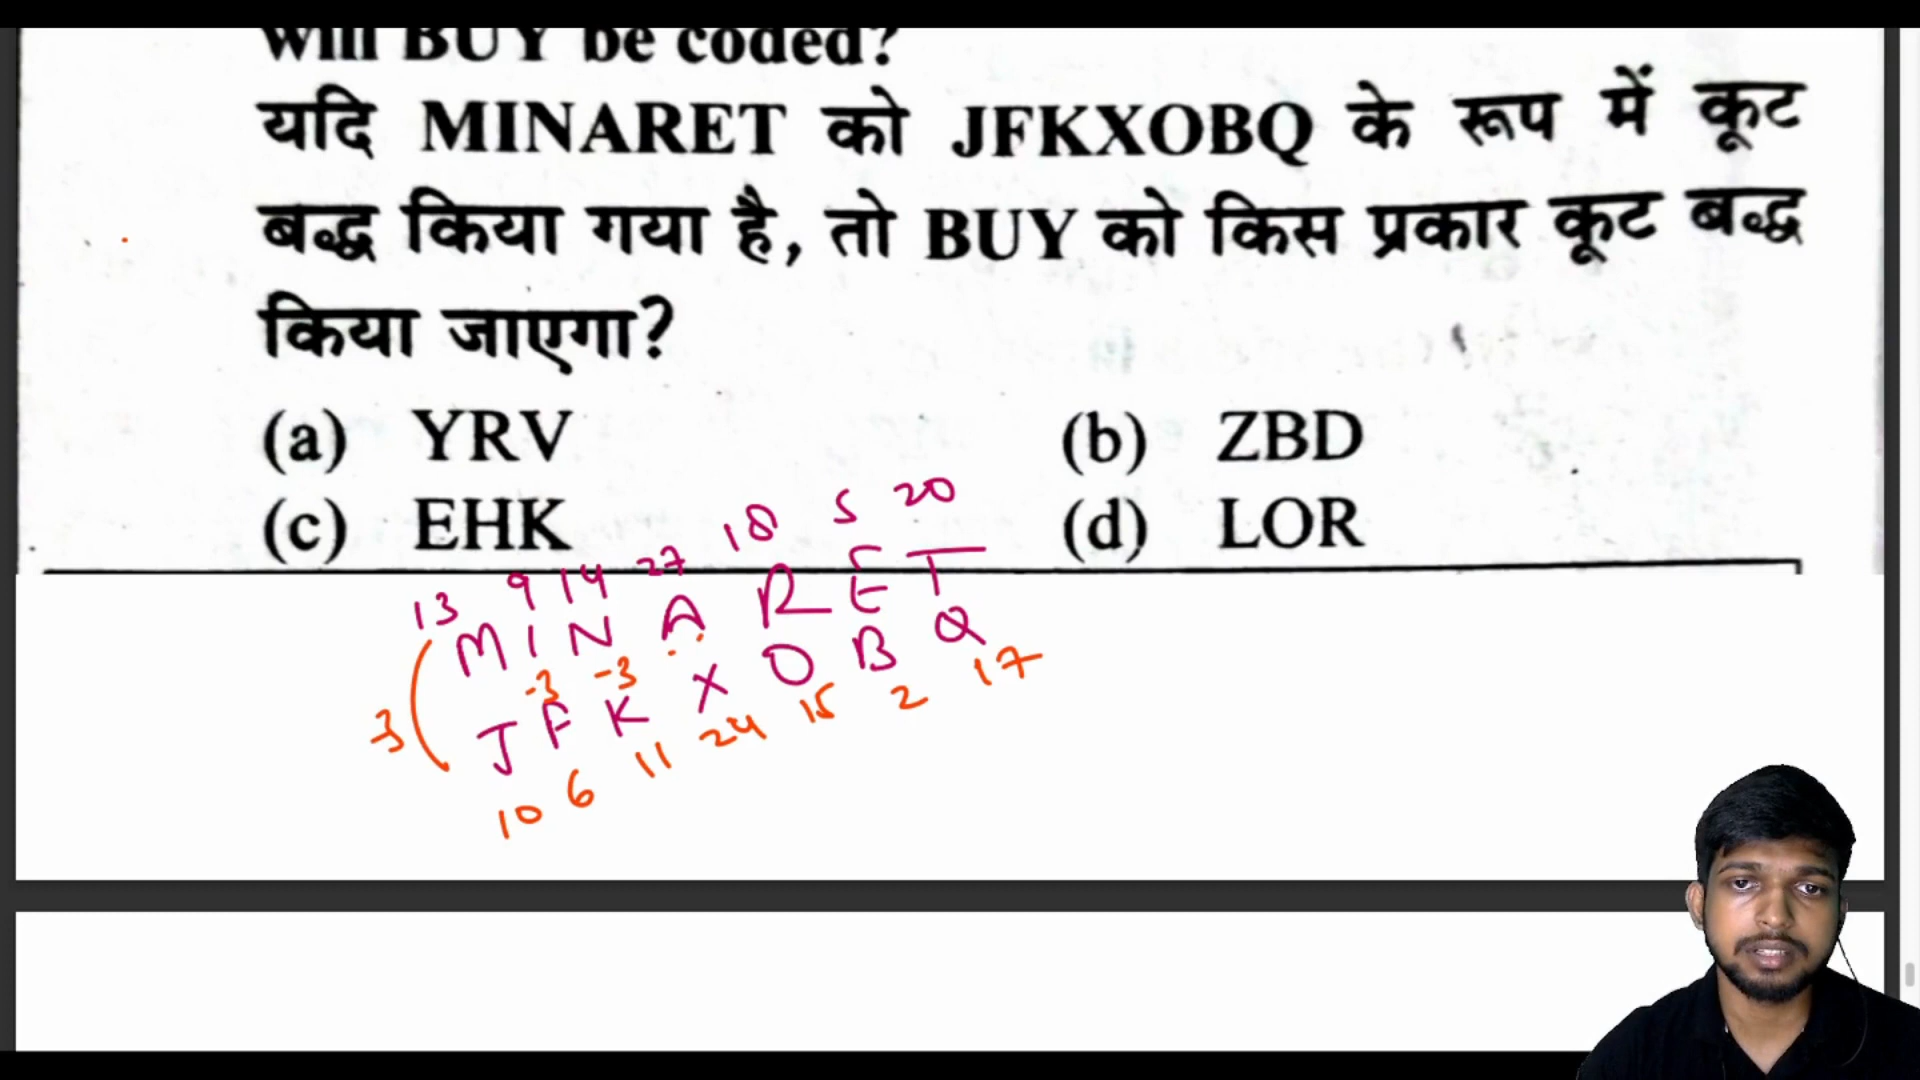 will BUY be coded?
यदि MINARET को JFKXOBQ के रूप में कूट
बद्ध किया गया है, तो BUY को किस प्रकार कूट बद्ध
किया जाएगा?
(a) YRV (b) ZBD
(c) EHK (d) LOR
13 9 14 27 18 5 20
M I N A R E T
-3 -3 -3
J F K X O B Q
10 6 11 24 15 2 17